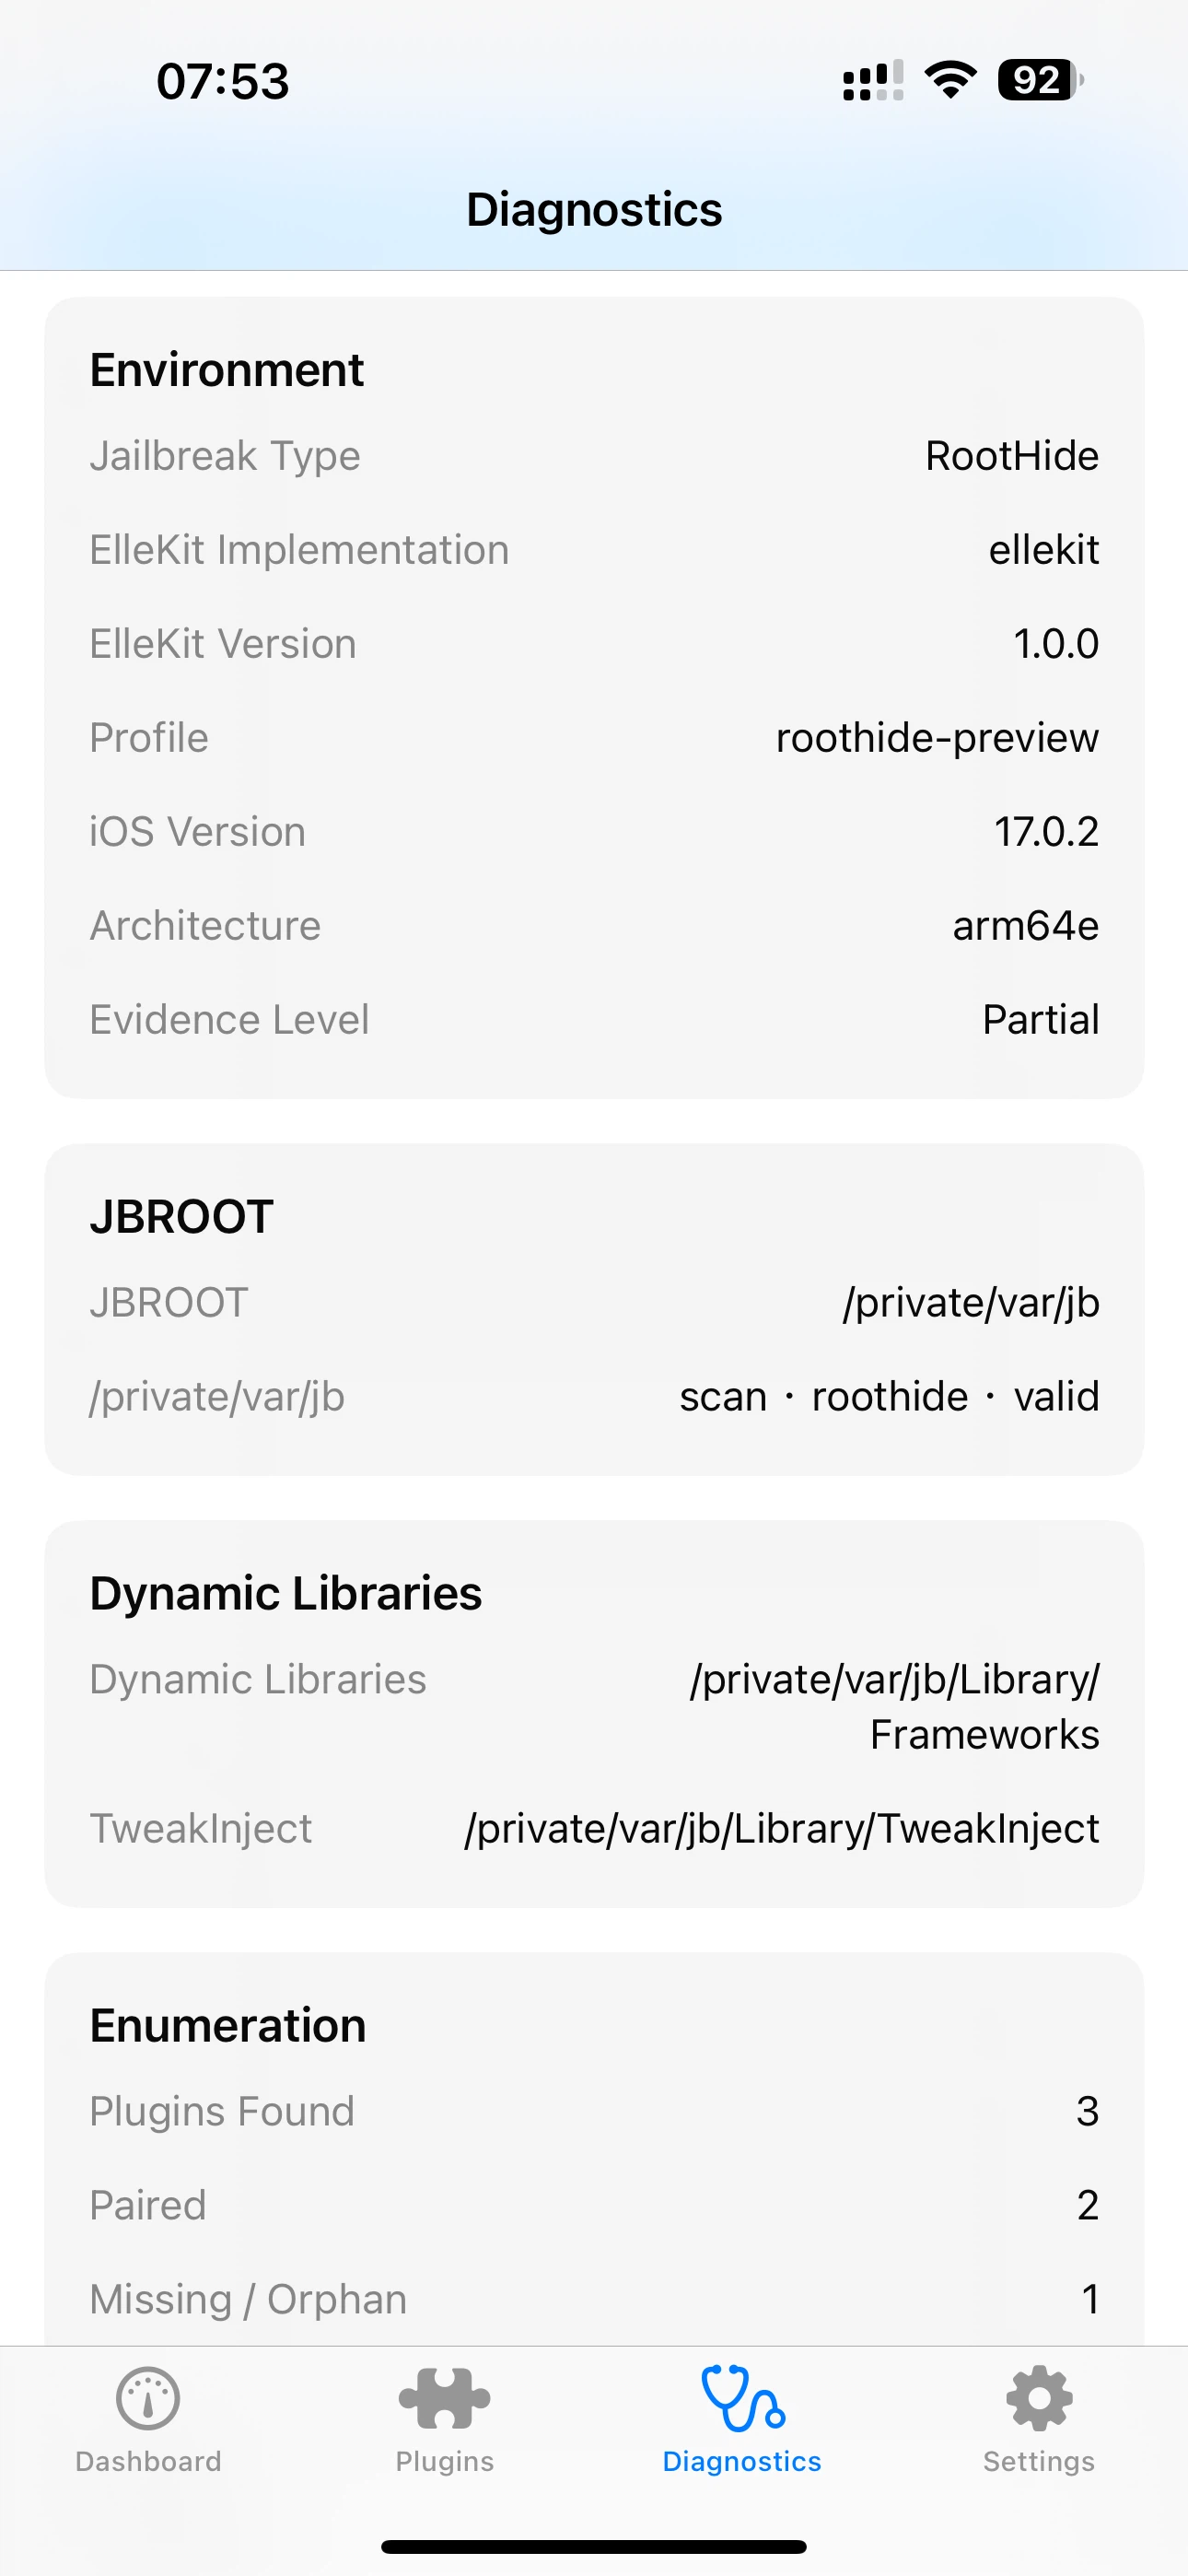 07:53
92
Diagnostics
Environment
Jailbreak Type RootHide
ElleKit Implementation ellekit
ElleKit Version 1.0.0
Profile roothide-preview
iOS Version 17.0.2
Architecture arm64e
Evidence Level Partial
JBROOT
JBROOT /private/var/jb
/private/var/jb scan · roothide · valid
Dynamic Libraries
Dynamic Libraries /private/var/jb/Library/
Frameworks
TweakInject /private/var/jb/Library/TweakInject
Enumeration
Plugins Found 3
Paired 2
Missing / Orphan 1
Dashboard Plugins Diagnostics Settings